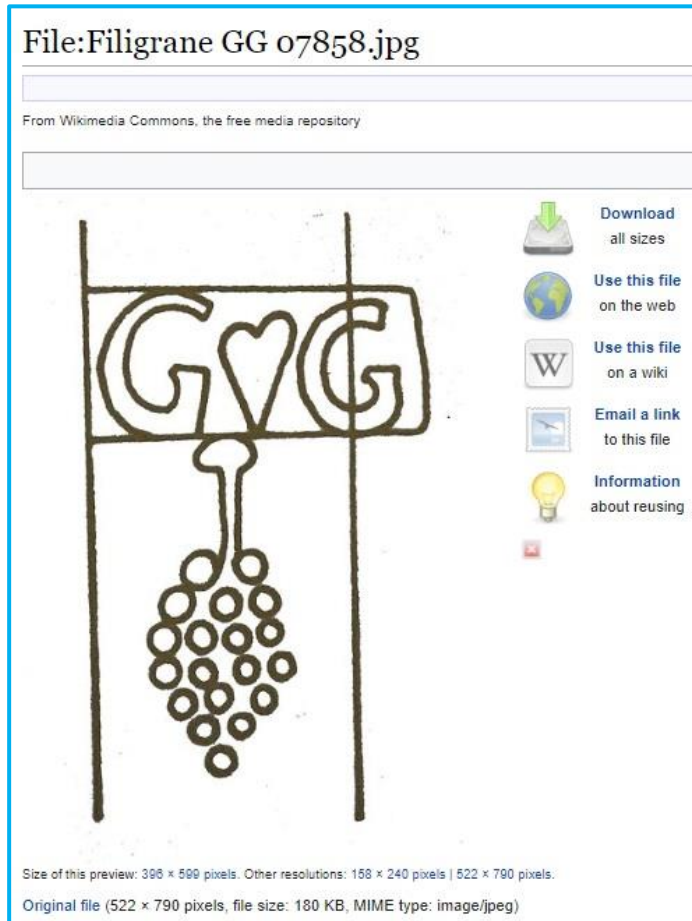 File:Filigrane GG 07858.jpg
From Wikimedia Commons, the free media repository
Download
all sizes
Use this file
on the web
Use this file
on a wiki
Email a link
to this file
Information
about reusing
G G
W
Size of this preview: 396 × 599 pixels. Other resolutions: 158 × 240 pixels | 522 × 790 pixels.
Original file (522 × 790 pixels, file size: 180 KB, MIME type: image/jpeg)